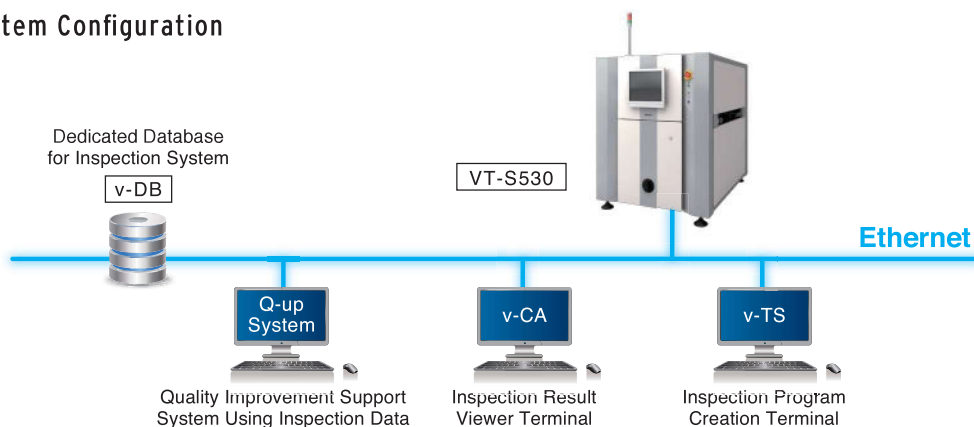 tem Configuration
Dedicated Database
for Inspection System
v-DB
VT-S530
Ethernet
Q-up
System
v-CA
v-TS
Quality Improvement Support
System Using Inspection Data
Inspection Result
Viewer Terminal
Inspection Program
Creation Terminal